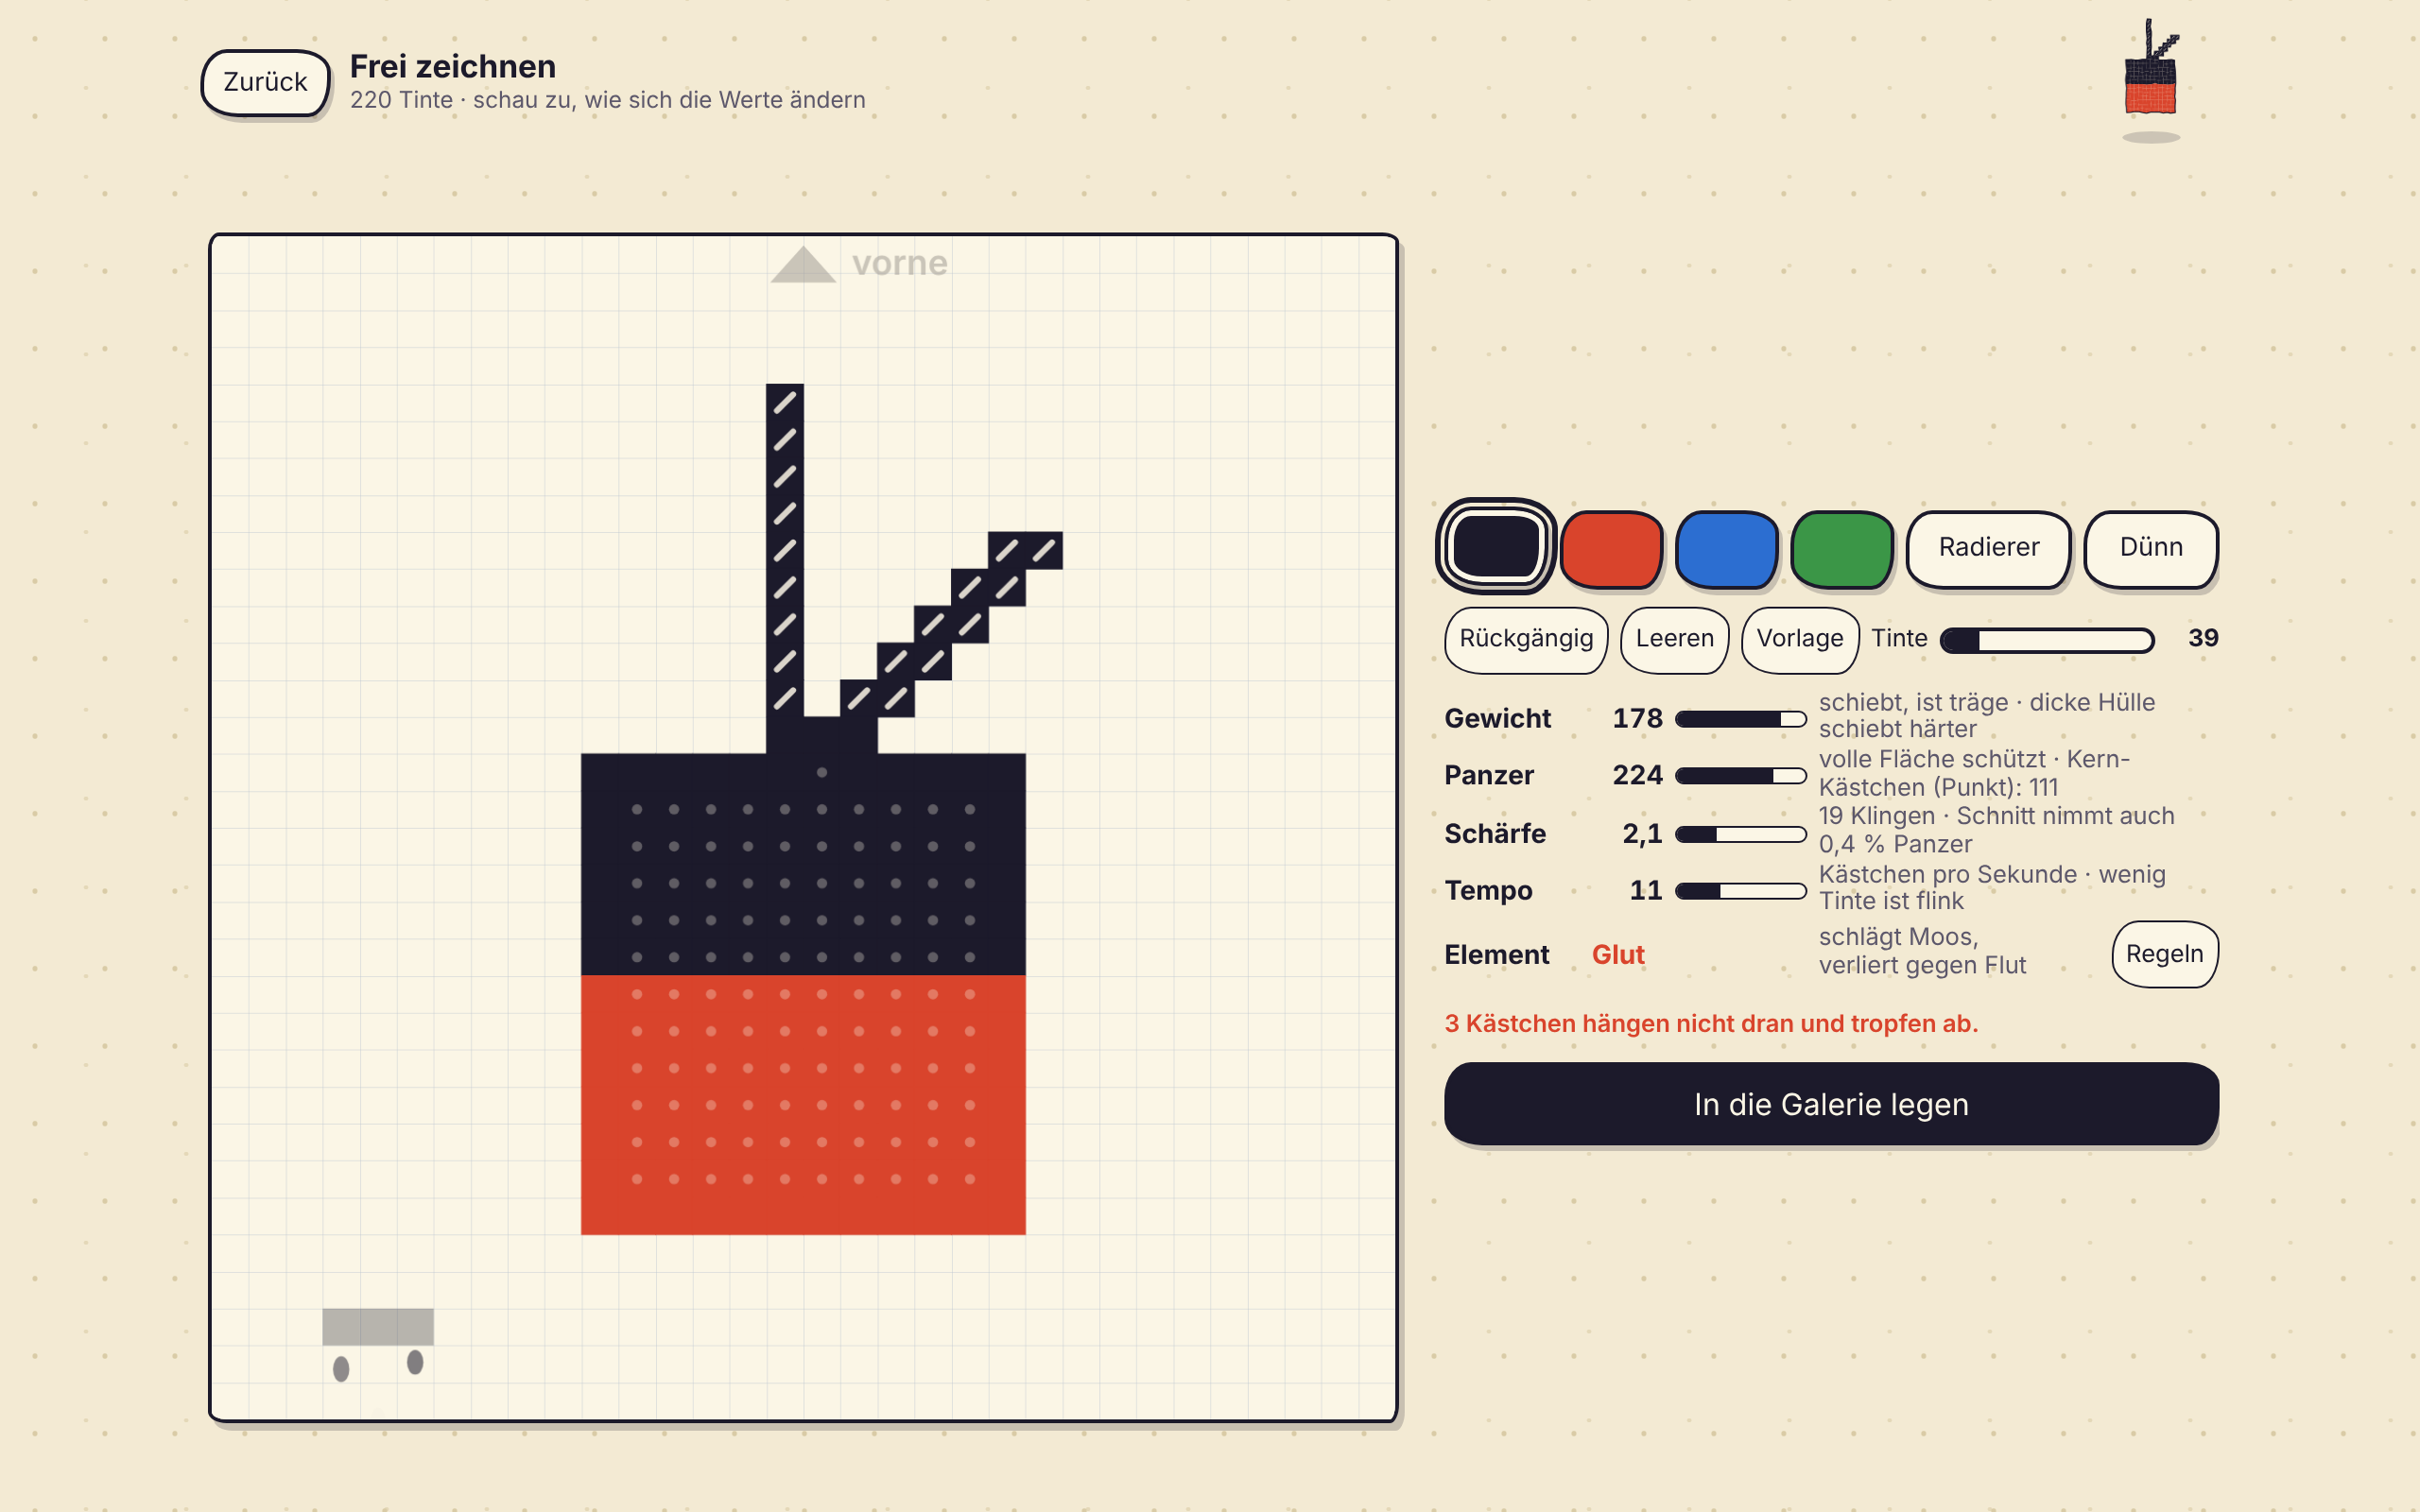 Zurück
Frei zeichnen
220 Tinte · schau zu, wie sich die Werte ändern
vorne
Radierer
Dünn
Rückgängig
Leeren
Vorlage
Tinte
39
Gewicht 178 schiebt, ist träge · dicke Hülle
schiebt härter
Panzer 224 volle Fläche schützt · Kern-
Kästchen (Punkt): 111
Schärfe 2,1 19 Klingen · Schnitt nimmt auch
0,4 % Panzer
Tempo 11 Kästchen pro Sekunde · wenig
Tinte ist flink
Element Glut schlägt Moos,
verliert gegen Flut
Regeln
3 Kästchen hängen nicht dran und tropfen ab.
In die Galerie legen